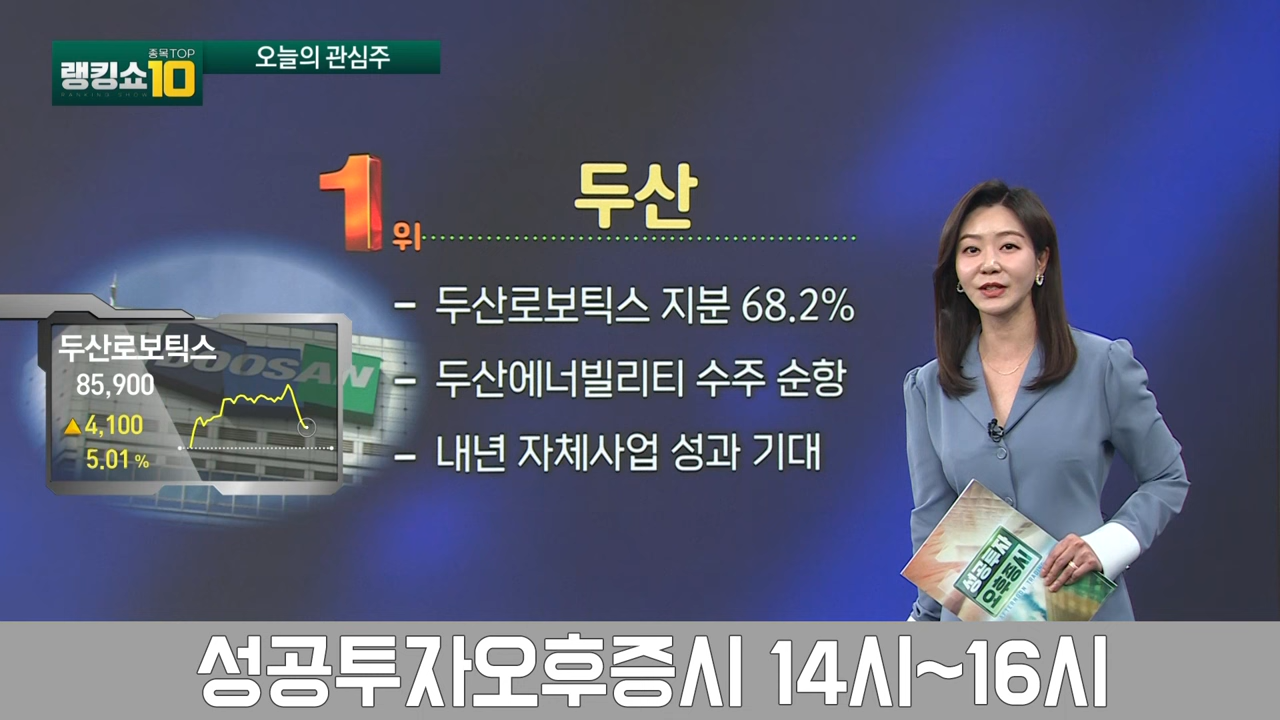 종목TOP
랭킹쇼10
RANKING SHOW
오늘의 관심주
1위
두산
- 두산로보틱스 지분 68.2%
- 두산에너빌리티 수주 순항
- 내년 자체사업 성과 기대
두산로보틱스
85,900
▲4,100
5.01 %
DOOSAN
성공투자
오후증시
성공투자오후증시 14시~16시